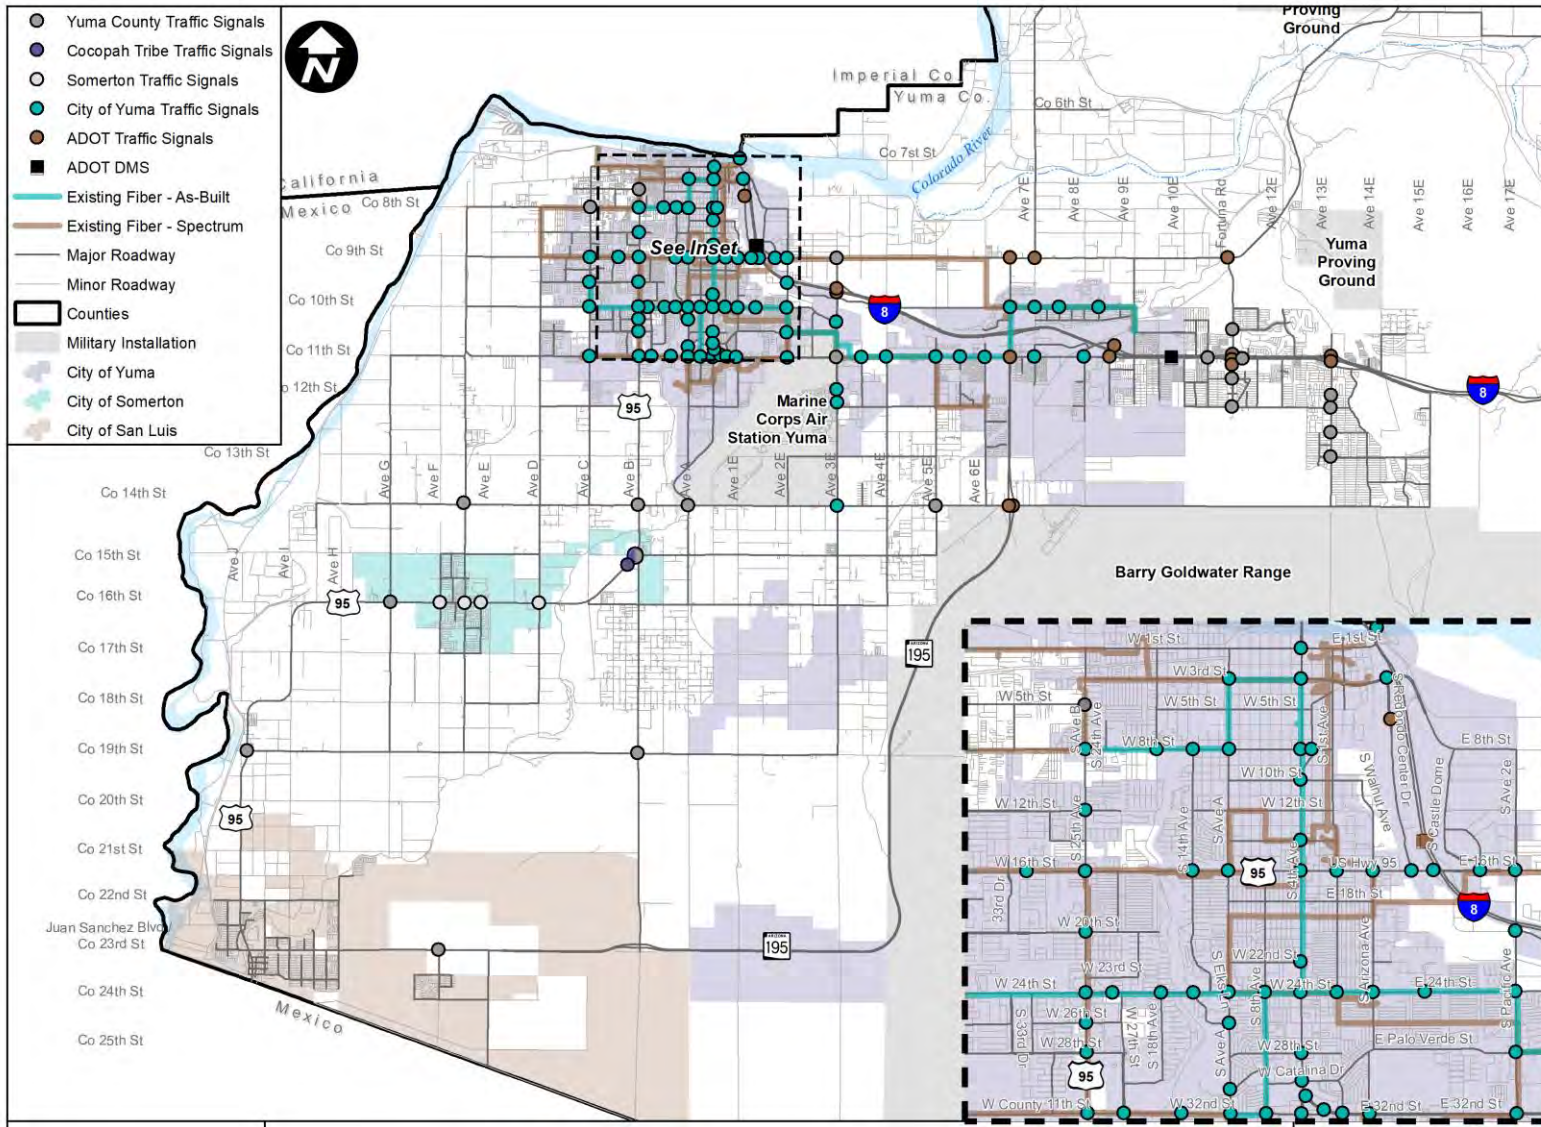 Yuma County Traffic Signals
Cocopah Tribe Traffic Signals
Somerton Traffic Signals
City of Yuma Traffic Signals
ADOT Traffic Signals
ADOT DMS
Existing Fiber - As-Built
Existing Fiber - Spectrum
Major Roadway
Minor Roadway
Counties
Military Installation
City of Yuma
City of Somerton
City of San Luis
N
Proving
Ground
Imperial Co.
Yuma Co.
Co 6th St
Co 7st St
Colorado River
California
Mexico
Co 8th St
Co 9th St
Co 10th St
Co 11th St
o 12th St
Co 13th St
Co 14th St
Co 15th St
Co 16th St
Co 17th St
Co 18th St
Co 19th St
Co 20th St
Co 21st St
Co 22nd St
Juan Sanchez Blvd
Co 23rd St
Co 24th St
Co 25th St
Mexico
See Inset
Ave 7E
Ave 8E
Ave 9E
Ave 10E
Fortuna Rd
Ave 12E
Ave 13E
Ave 14E
Ave 15E
Ave 16E
Ave 17E
Yuma
Proving
Ground
8
8
95
Marine
Corps Air
Station Yuma
Ave J
Ave I
Ave H
Ave G
Ave F
Ave E
Ave D
Ave C
Ave B
Ave A
Ave 1E
Ave 2E
Ave 3E
Ave 4E
Ave 5E
Ave 6E
95
95
ARIZONA
195
ARIZONA
195
Barry Goldwater Range
W 1st St
E 1st St
W 3rd St
W 5th St
W 5th St
W 5th St
W 8th St
E 8th St
W 10th St
W 12th St
W 12th St
W 16th St
US Hwy 95
E 16th St
E 18th St
W 20th St
W 22nd St
W 23rd St
W 24th St
W 24th St
E 24th St
W 26th St
W 28th St
W 28th St
E Palo Verde St
W Catalina Dr
W County 11th St
W 32nd St
E 32nd St
E 32nd St
S Ave B
S 24th Ave
S 25th Ave
S 14th Ave
S Ave A
S 4th Ave
S 1st Ave
S Redondo Center Dr
S Walnut Ave
S Castle Dome
S Ave 2e
33rd Dr
S 33rd Dr
W 27th St
S 18th Ave
S Elks Ln
S 8th Ave
S Ave A
S Arizona Ave
S Pacific Ave
95
8
95